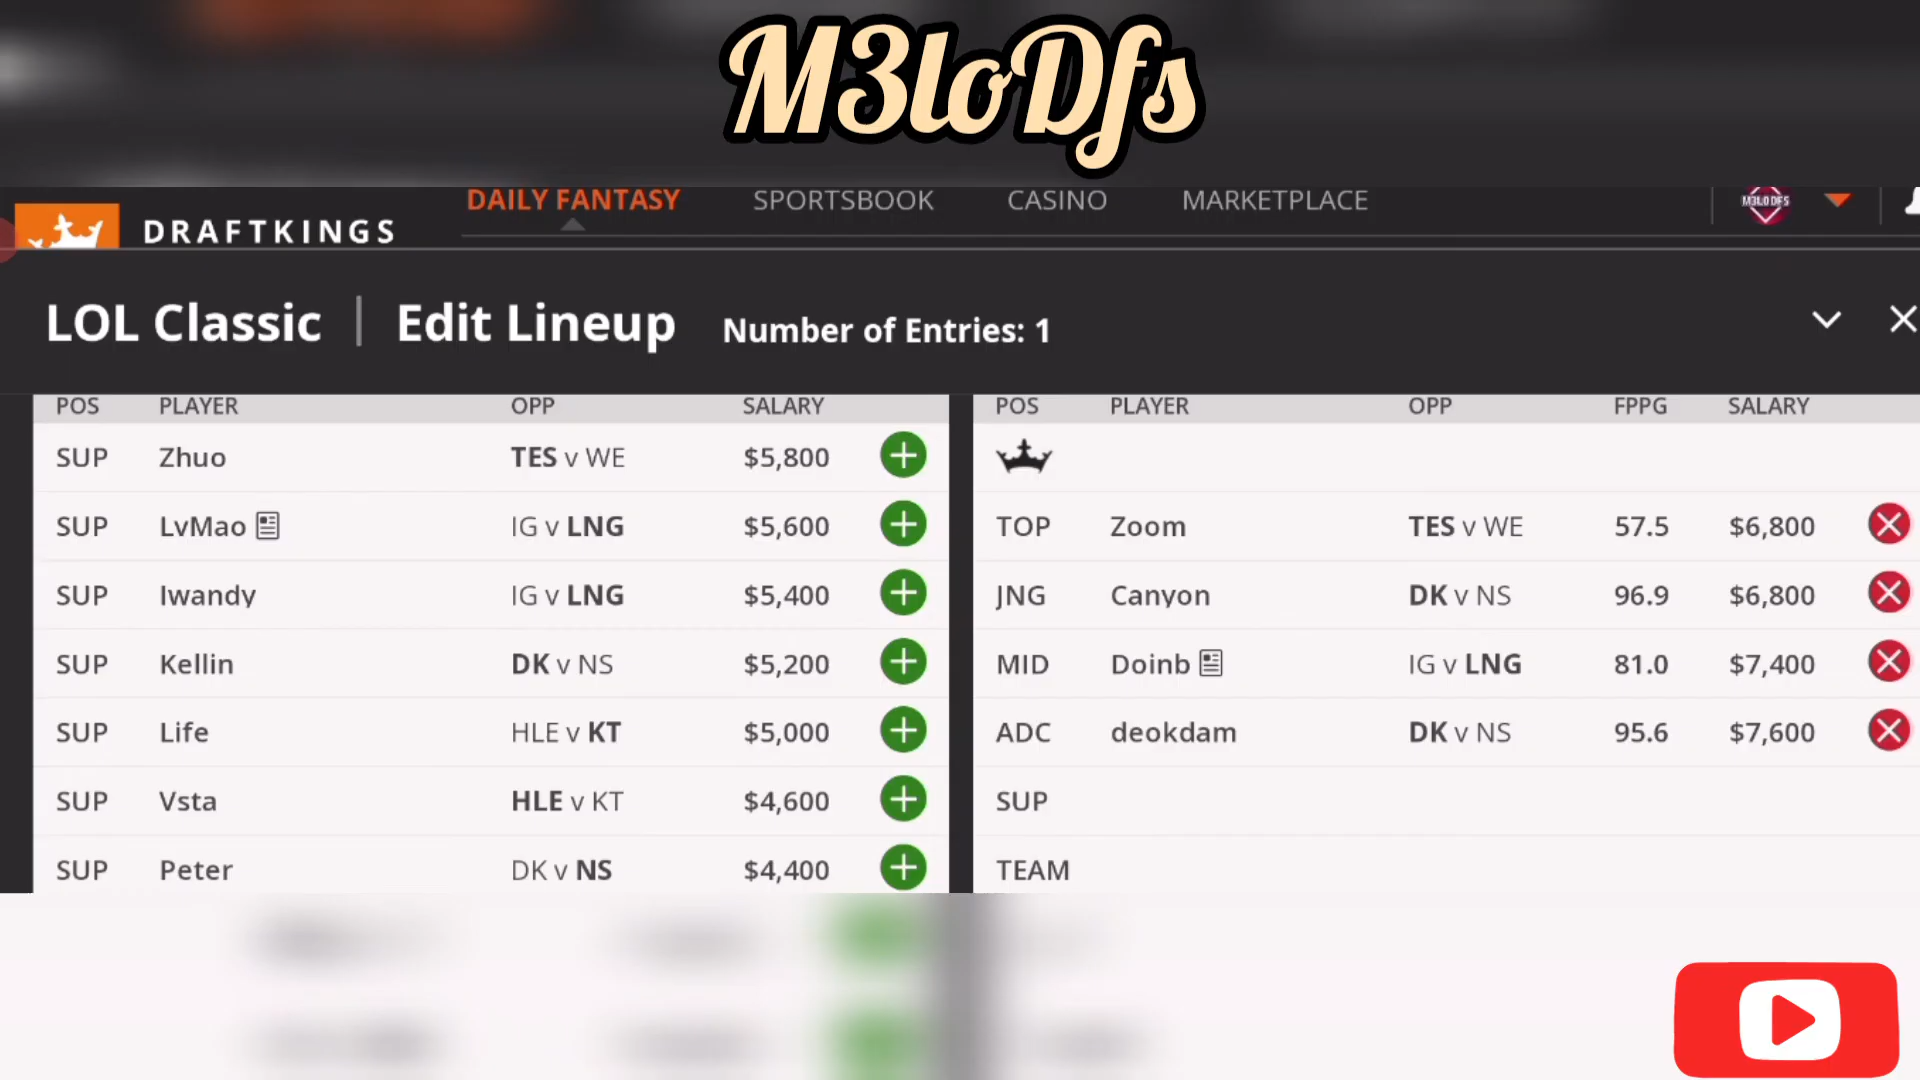 M3loDfs
DRAFTKINGS
DAILY FANTASY SPORTSBOOK CASINO MARKETPLACE
M3LO DFS
LOL Classic | Edit Lineup Number of Entries: 1
POS PLAYER OPP SALARY
SUP Zhuo TES v WE $5,800
SUP LvMao IG v LNG $5,600
SUP Iwandy IG v LNG $5,400
SUP Kellin DK v NS $5,200
SUP Life HLE v KT $5,000
SUP Vsta HLE v KT $4,600
SUP Peter DK v NS $4,400
POS PLAYER OPP FPPG SALARY
TOP Zoom TES v WE 57.5 $6,800
JNG Canyon DK v NS 96.9 $6,800
MID Doinb IG v LNG 81.0 $7,400
ADC deokdam DK v NS 95.6 $7,600
SUP
TEAM